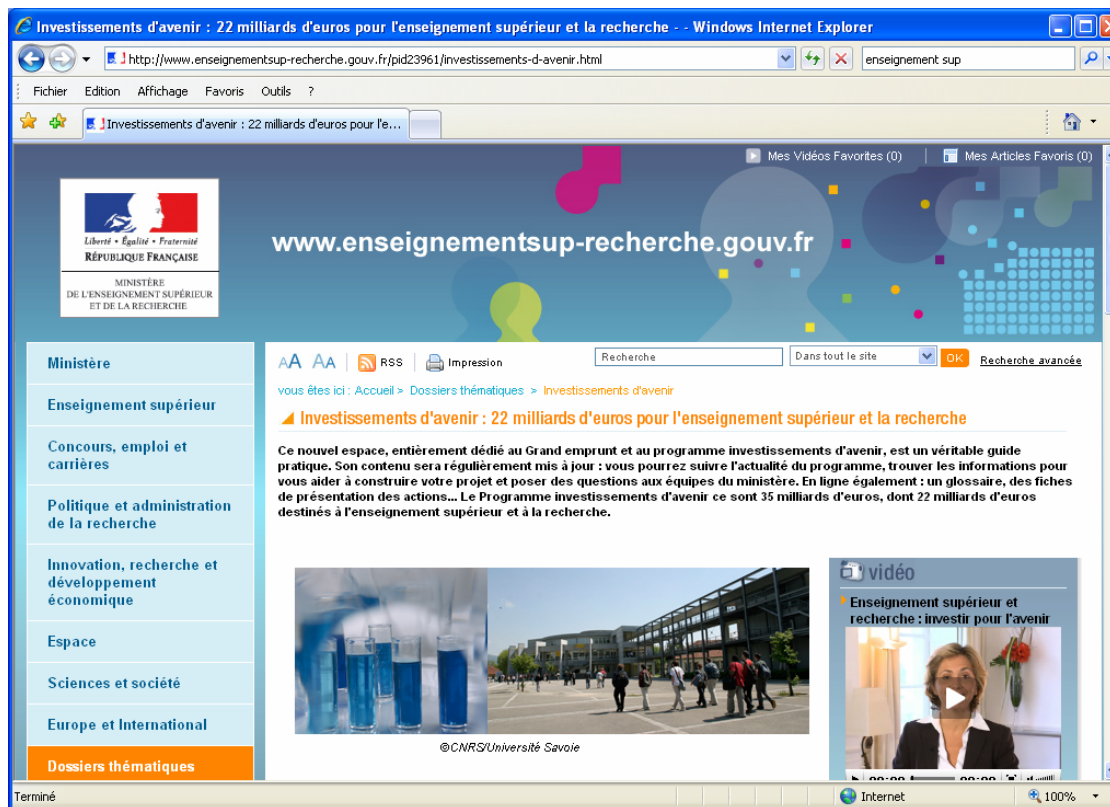 Investissements d'avenir : 22 milliards d'euros pour l'enseignement supérieur et la recherche - - Windows Internet Explorer
http://www.enseignementsup-recherche.gouv.fr/pid23961/investissements-d-avenir.html
enseignement sup
Fichier Edition Affichage Favoris Outils ?
Investissements d'avenir : 22 milliards d'euros pour l'e...
Mes Vidéos Favorites (0) | Mes Articles Favoris (0)
Liberté • Égalité • Fraternité
RÉPUBLIQUE FRANÇAISE
MINISTÈRE
DE L'ENSEIGNEMENT SUPÉRIEUR
ET DE LA RECHERCHE
www.enseignementsup-recherche.gouv.fr
Ministère
Enseignement supérieur
Concours, emploi et
carrières
Politique et administration
de la recherche
Innovation, recherche et
développement
économique
Espace
Sciences et société
Europe et International
Dossiers thématiques
AA AA | RSS | Impression
Recherche
Dans tout le site
OK
Recherche avancée
vous êtes ici : Accueil > Dossiers thématiques > Investissements d'avenir
Investissements d'avenir : 22 milliards d'euros pour l'enseignement supérieur et la recherche
Ce nouvel espace, entièrement dédié au Grand emprunt et au programme investissements d'avenir, est un véritable guide
pratique. Son contenu sera régulièrement mis à jour : vous pourrez suivre l'actualité du programme, trouver les informations pour
vous aider à construire votre projet et poser des questions aux équipes du ministère. En ligne également : un glossaire, des fiches
de présentation des actions... Le Programme investissements d'avenir ce sont 35 milliards d'euros, dont 22 milliards d'euros
destinés à l'enseignement supérieur et à la recherche.
©CNRS/Université Savoie
vidéo
Enseignement supérieur et
recherche : investir pour l'avenir
00:00 00:00
Terminé
Internet
100%